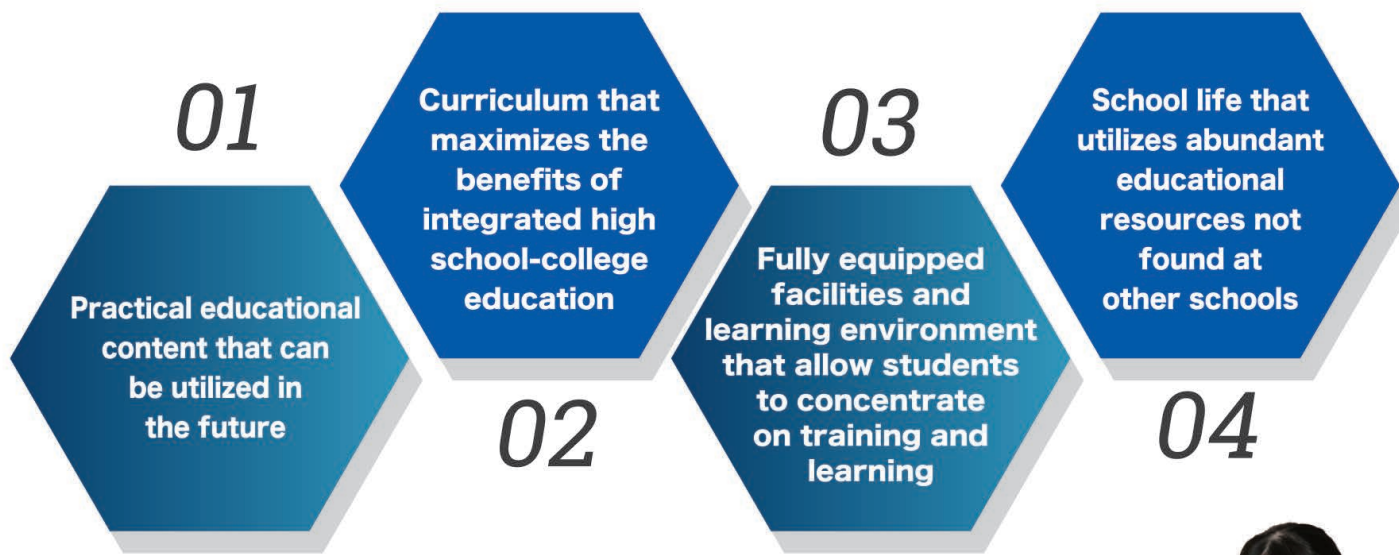 01
Practical educational
content that can
be utilized in
the future
02
Curriculum that
maximizes the
benefits of
integrated high
school-college
education
03
Fully equipped
facilities and
learning environment
that allow students
to concentrate
on training and
learning
04
School life that
utilizes abundant
educational
resources not
found at
other schools